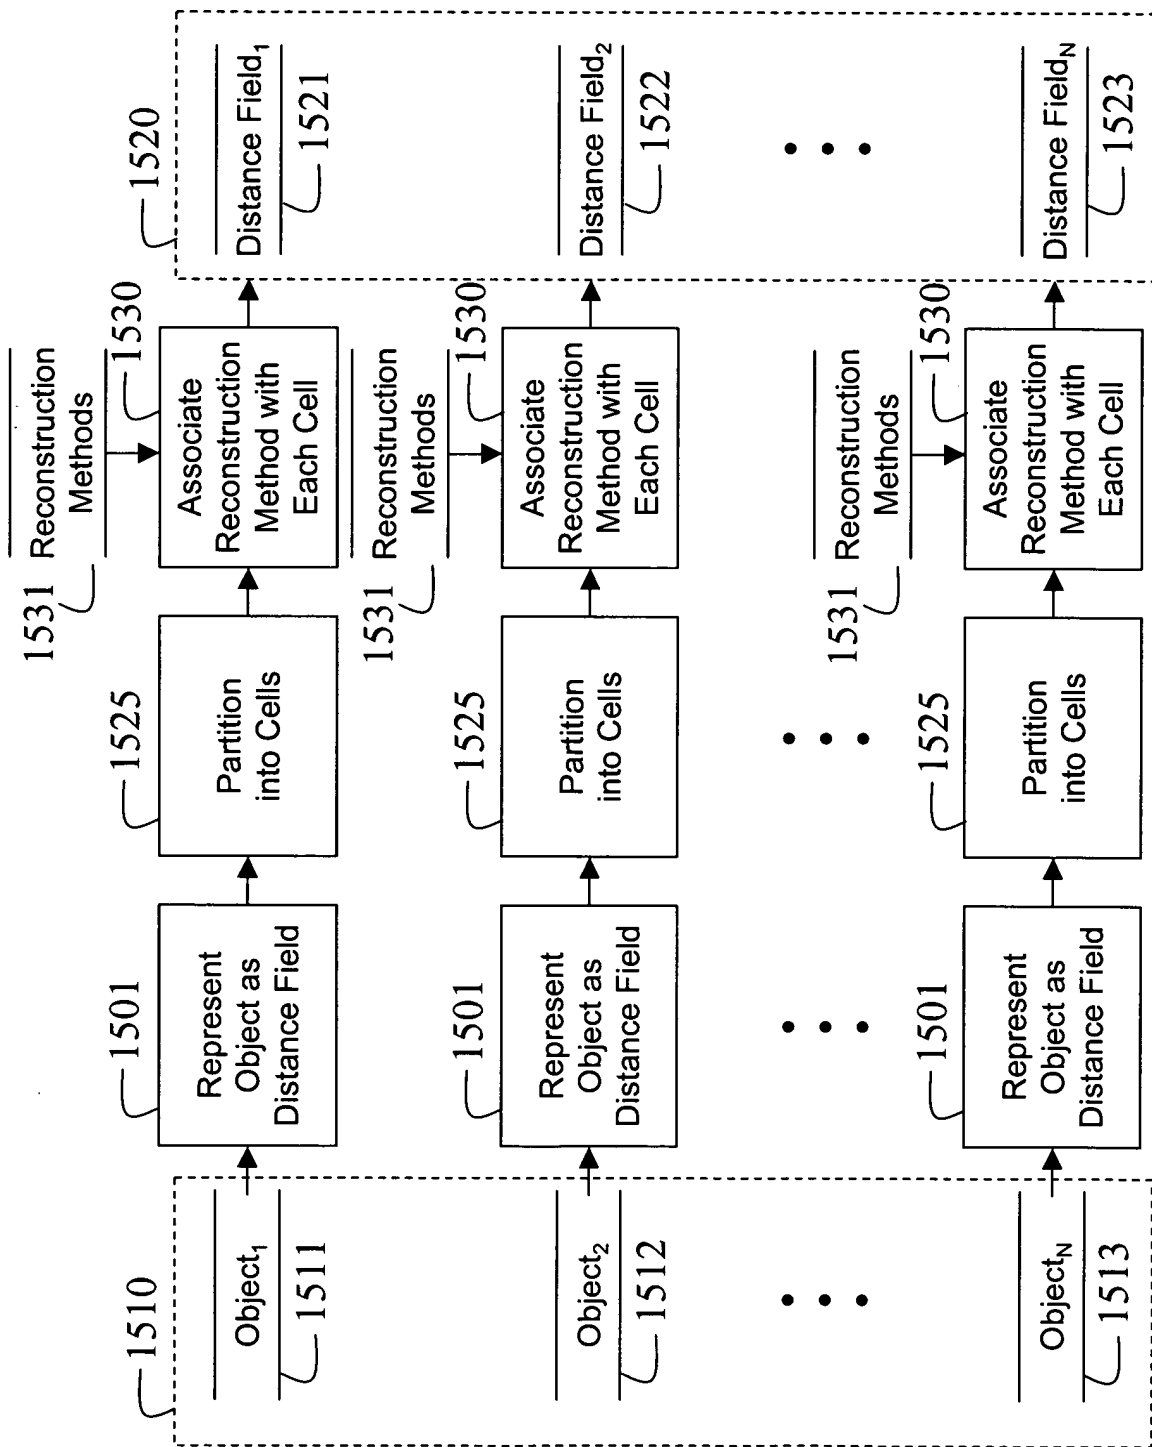 1510
Object₁
1511
1501
Represent
Object as
Distance Field
1525
Partition
into Cells
1531
Reconstruction
Methods
1530
Associate
Reconstruction
Method with
Each Cell
1520
Distance Field₁
1521
Object₂
1512
1501
Represent
Object as
Distance Field
1525
Partition
into Cells
1531
Reconstruction
Methods
1530
Associate
Reconstruction
Method with
Each Cell
Distance Field₂
1522
Object_N
1513
1501
Represent
Object as
Distance Field
1525
Partition
into Cells
1531
Reconstruction
Methods
1530
Associate
Reconstruction
Method with
Each Cell
Distance Field_N
1523